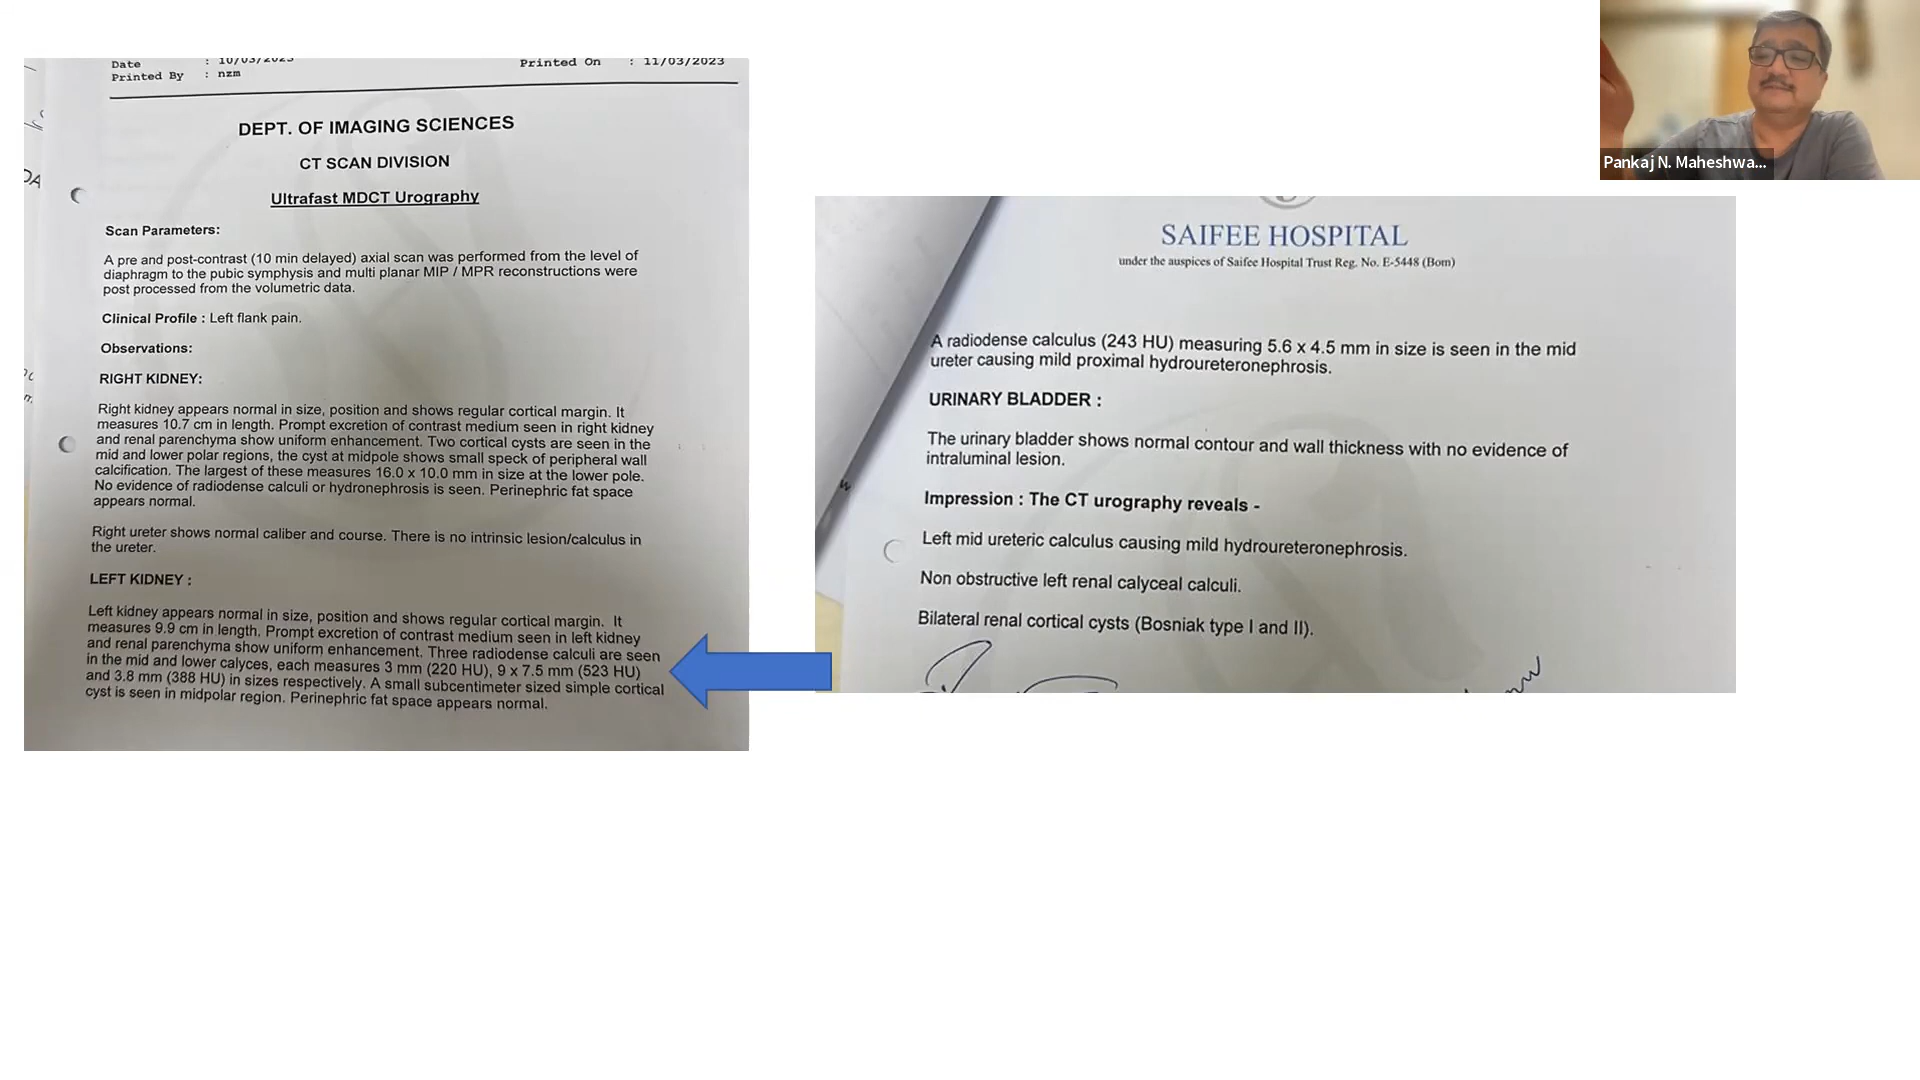 Date : 10/03/2023
Printed On : 11/03/2023
Printed By : nzm
DEPT. OF IMAGING SCIENCES
CT SCAN DIVISION
Ultrafast MDCT Urography
Scan Parameters:
A pre and post-contrast (10 min delayed) axial scan was performed from the level of
diaphragm to the pubic symphysis and multi planar MIP / MPR reconstructions were
post processed from the volumetric data.
Clinical Profile : Left flank pain.
Observations:
RIGHT KIDNEY:
Right kidney appears normal in size, position and shows regular cortical margin. It
measures 10.7 cm in length. Prompt excretion of contrast medium seen in right kidney
and renal parenchyma show uniform enhancement. Two cortical cysts are seen in the
mid and lower polar regions, the cyst at midpole shows small speck of peripheral wall
calcification. The largest of these measures 16.0 x 10.0 mm in size at the lower pole.
No evidence of radiodense calculi or hydronephrosis is seen. Perinephric fat space
appears normal.
Right ureter shows normal caliber and course. There is no intrinsic lesion/calculus in
the ureter.
LEFT KIDNEY :
Left kidney appears normal in size, position and shows regular cortical margin. It
measures 9.9 cm in length. Prompt excretion of contrast medium seen in left kidney
and renal parenchyma show uniform enhancement. Three radiodense calculi are seen
in the mid and lower calyces, each measures 3 mm (220 HU), 9 x 7.5 mm (523 HU)
and 3.8 mm (388 HU) in sizes respectively. A small subcentimeter sized simple cortical
cyst is seen in midpolar region. Perinephric fat space appears normal.
SAIFEE HOSPITAL
under the auspices of Saifee Hospital Trust Reg. No. E-5448 (Bom)
A radiodense calculus (243 HU) measuring 5.6 x 4.5 mm in size is seen in the mid
ureter causing mild proximal hydroureteronephrosis.
URINARY BLADDER :
The urinary bladder shows normal contour and wall thickness with no evidence of
intraluminal lesion.
Impression : The CT urography reveals -
Left mid ureteric calculus causing mild hydroureteronephrosis.
Non obstructive left renal calyceal calculi.
Bilateral renal cortical cysts (Bosniak type I and II).
Pankaj N. Maheshwa...